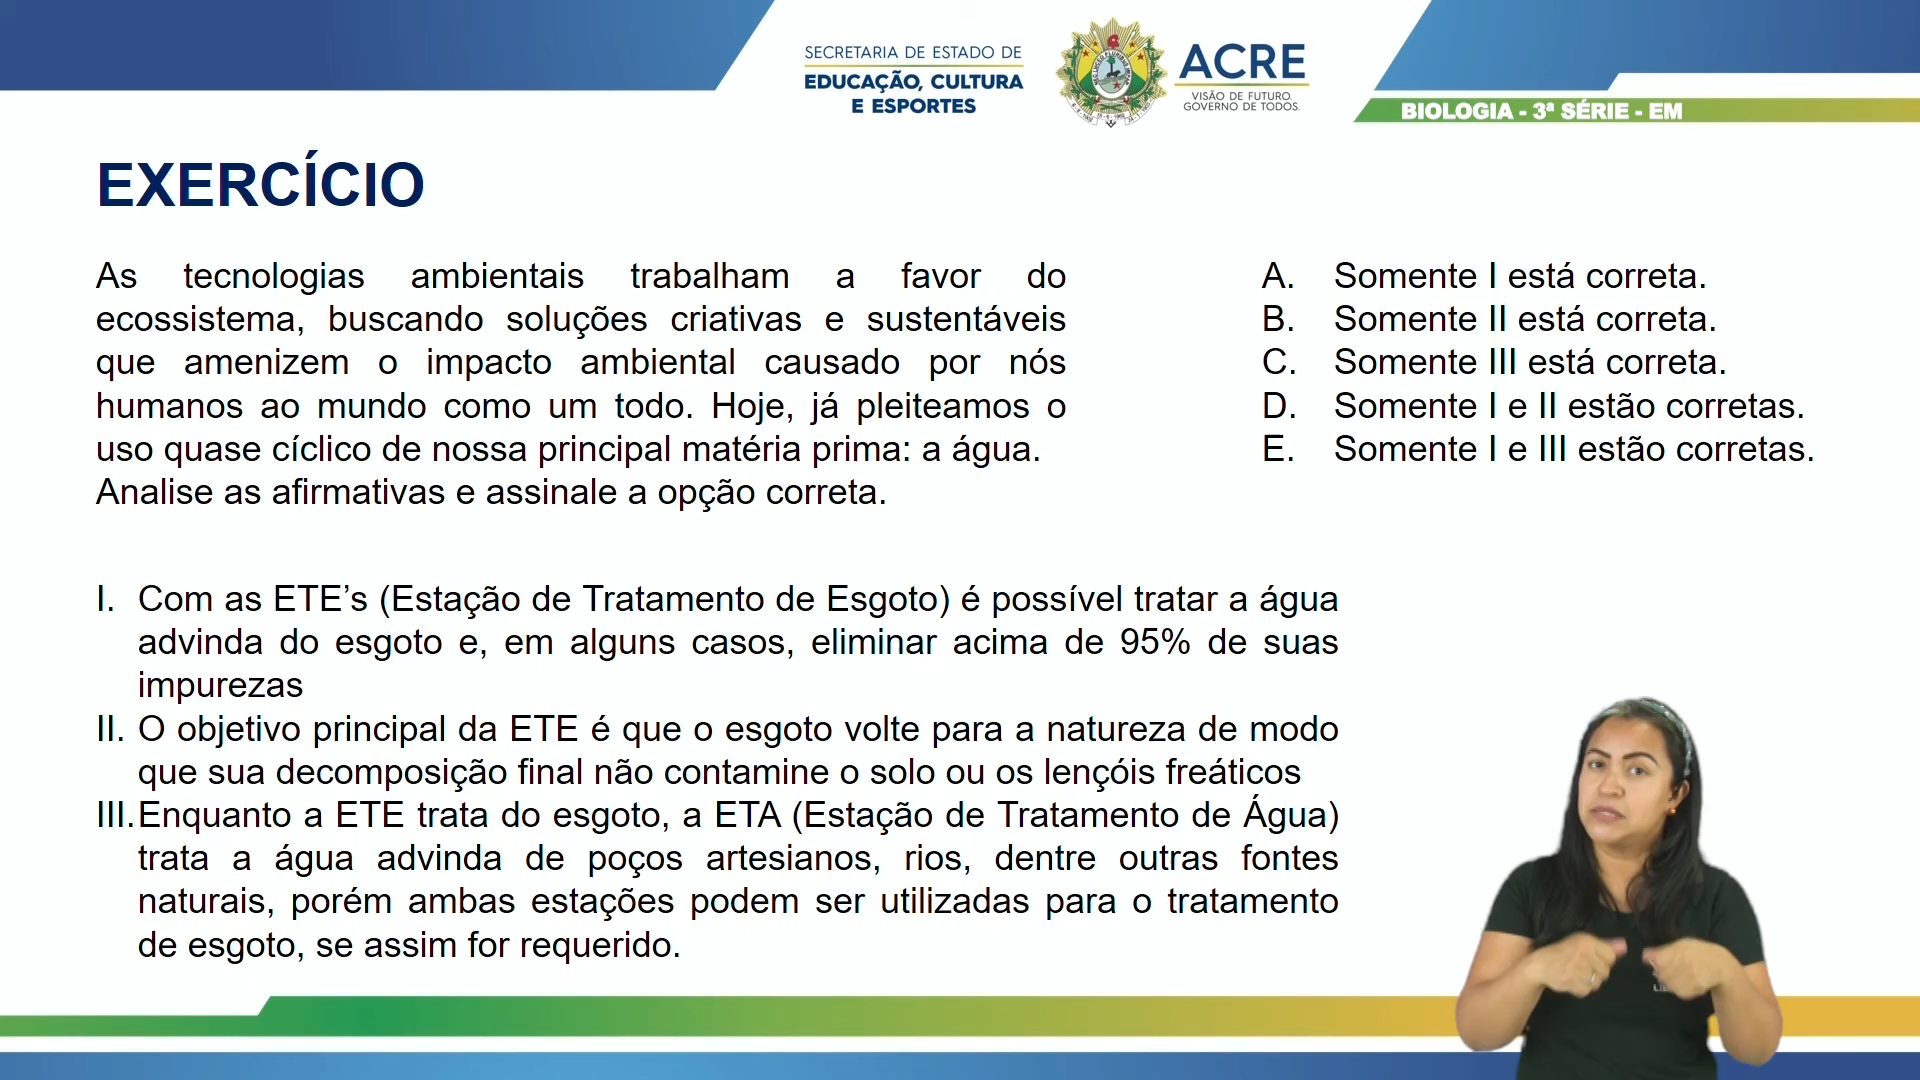 SECRETARIA DE ESTADO DE
EDUCAÇÃO, CULTURA
E ESPORTES
ACRE
VISÃO DE FUTURO.
GOVERNO DE TODOS.
BIOLOGIA - 3ª SÉRIE - EM
EXERCÍCIO
As tecnologias ambientais trabalham a favor do
ecossistema, buscando soluções criativas e sustentáveis
que amenizem o impacto ambiental causado por nós
humanos ao mundo como um todo. Hoje, já pleiteamos o
uso quase cíclico de nossa principal matéria prima: a água.
Analise as afirmativas e assinale a opção correta.
A. Somente I está correta.
B. Somente II está correta.
C. Somente III está correta.
D. Somente I e II estão corretas.
E. Somente I e III estão corretas.
I. Com as ETE’s (Estação de Tratamento de Esgoto) é possível tratar a água
advinda do esgoto e, em alguns casos, eliminar acima de 95% de suas
impurezas
II. O objetivo principal da ETE é que o esgoto volte para a natureza de modo
que sua decomposição final não contamine o solo ou os lençóis freáticos
III. Enquanto a ETE trata do esgoto, a ETA (Estação de Tratamento de Água)
trata a água advinda de poços artesianos, rios, dentre outras fontes
naturais, porém ambas estações podem ser utilizadas para o tratamento
de esgoto, se assim for requerido.